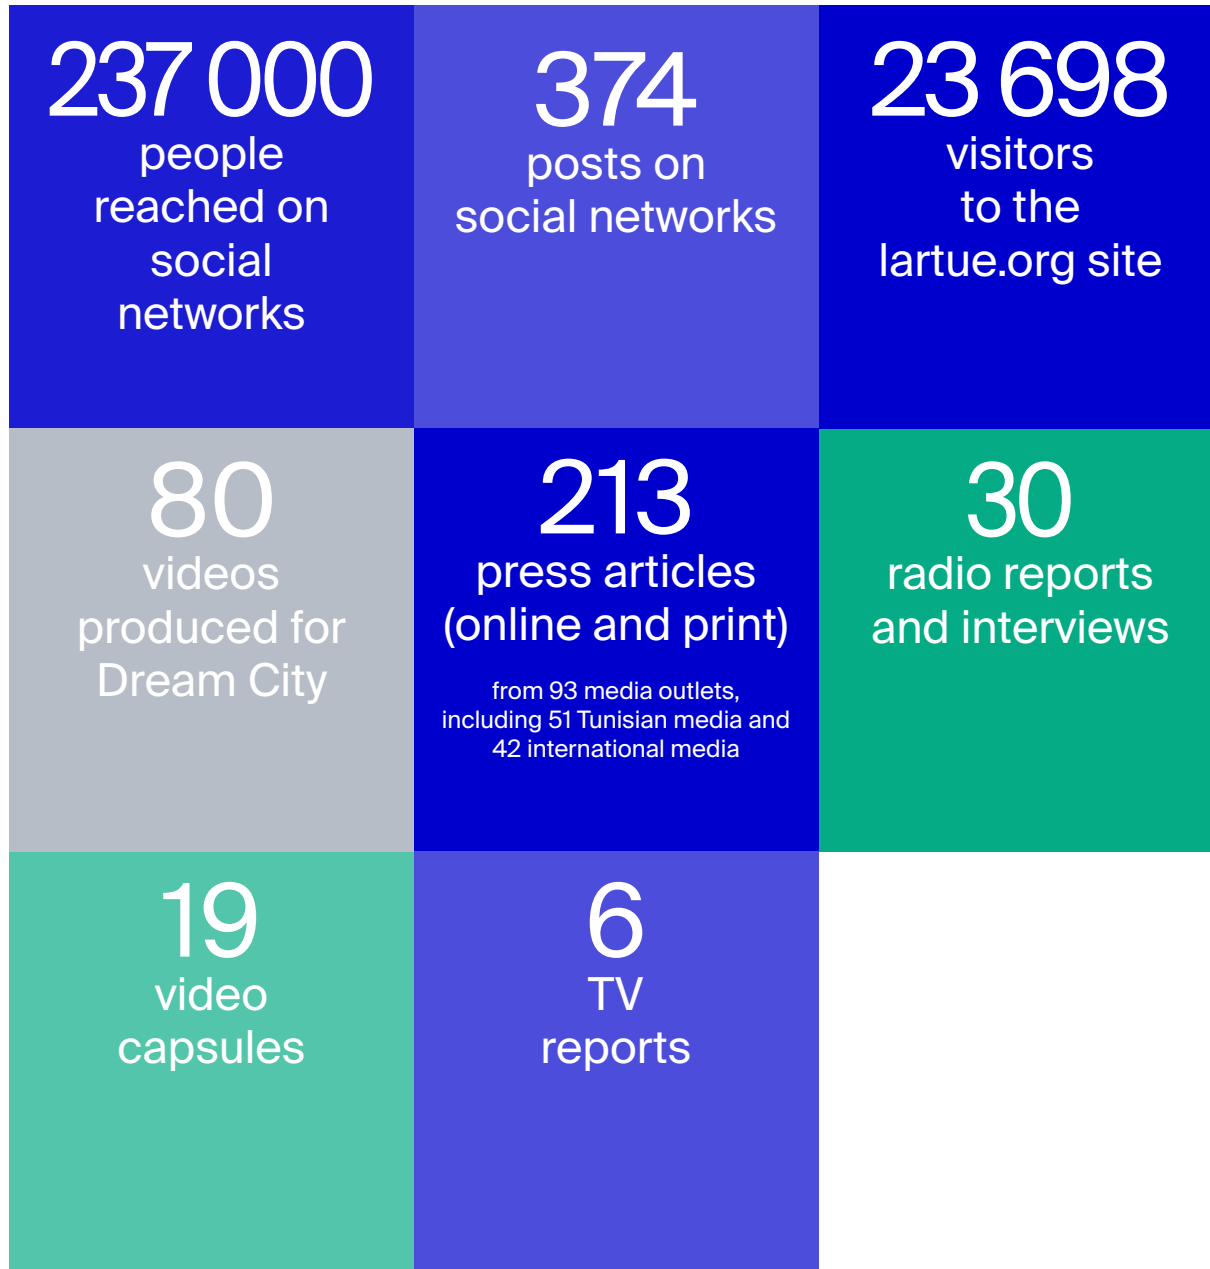 237 000
people
reached on
social
networks
374
posts on
social networks
23 698
visitors
to the
lartue.org site
80
videos
produced for
Dream City
213
press articles
(online and print)
from 93 media outlets,
including 51 Tunisian media and
42 international media
30
radio reports
and interviews
19
video
capsules
6
TV
reports